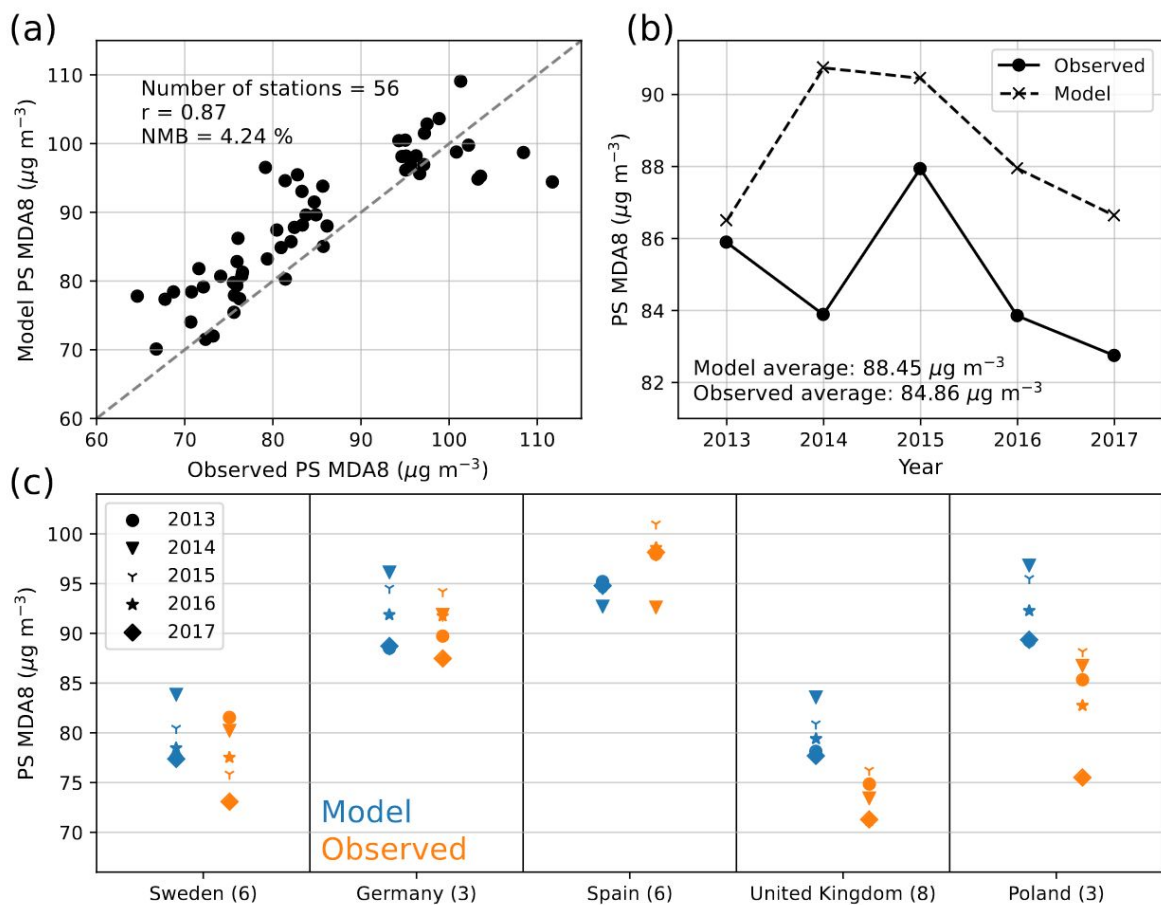 (a)
Number of stations = 56
r = 0.87
NMB = 4.24 %
Model PS MDA8 (μg m⁻³)
110
100
90
80
70
60
60 70 80 90 100 110
Observed PS MDA8 (μg m⁻³)
(b)
Observed
Model
PS MDA8 (μg m⁻³)
90
88
86
84
82
Model average: 88.45 μg m⁻³
Observed average: 84.86 μg m⁻³
2013 2014 2015 2016 2017
Year
(c)
2013
2014
2015
2016
2017
PS MDA8 (μg m⁻³)
100
95
90
85
80
75
70
Model
Observed
Sweden (6) Germany (3) Spain (6) United Kingdom (8) Poland (3)